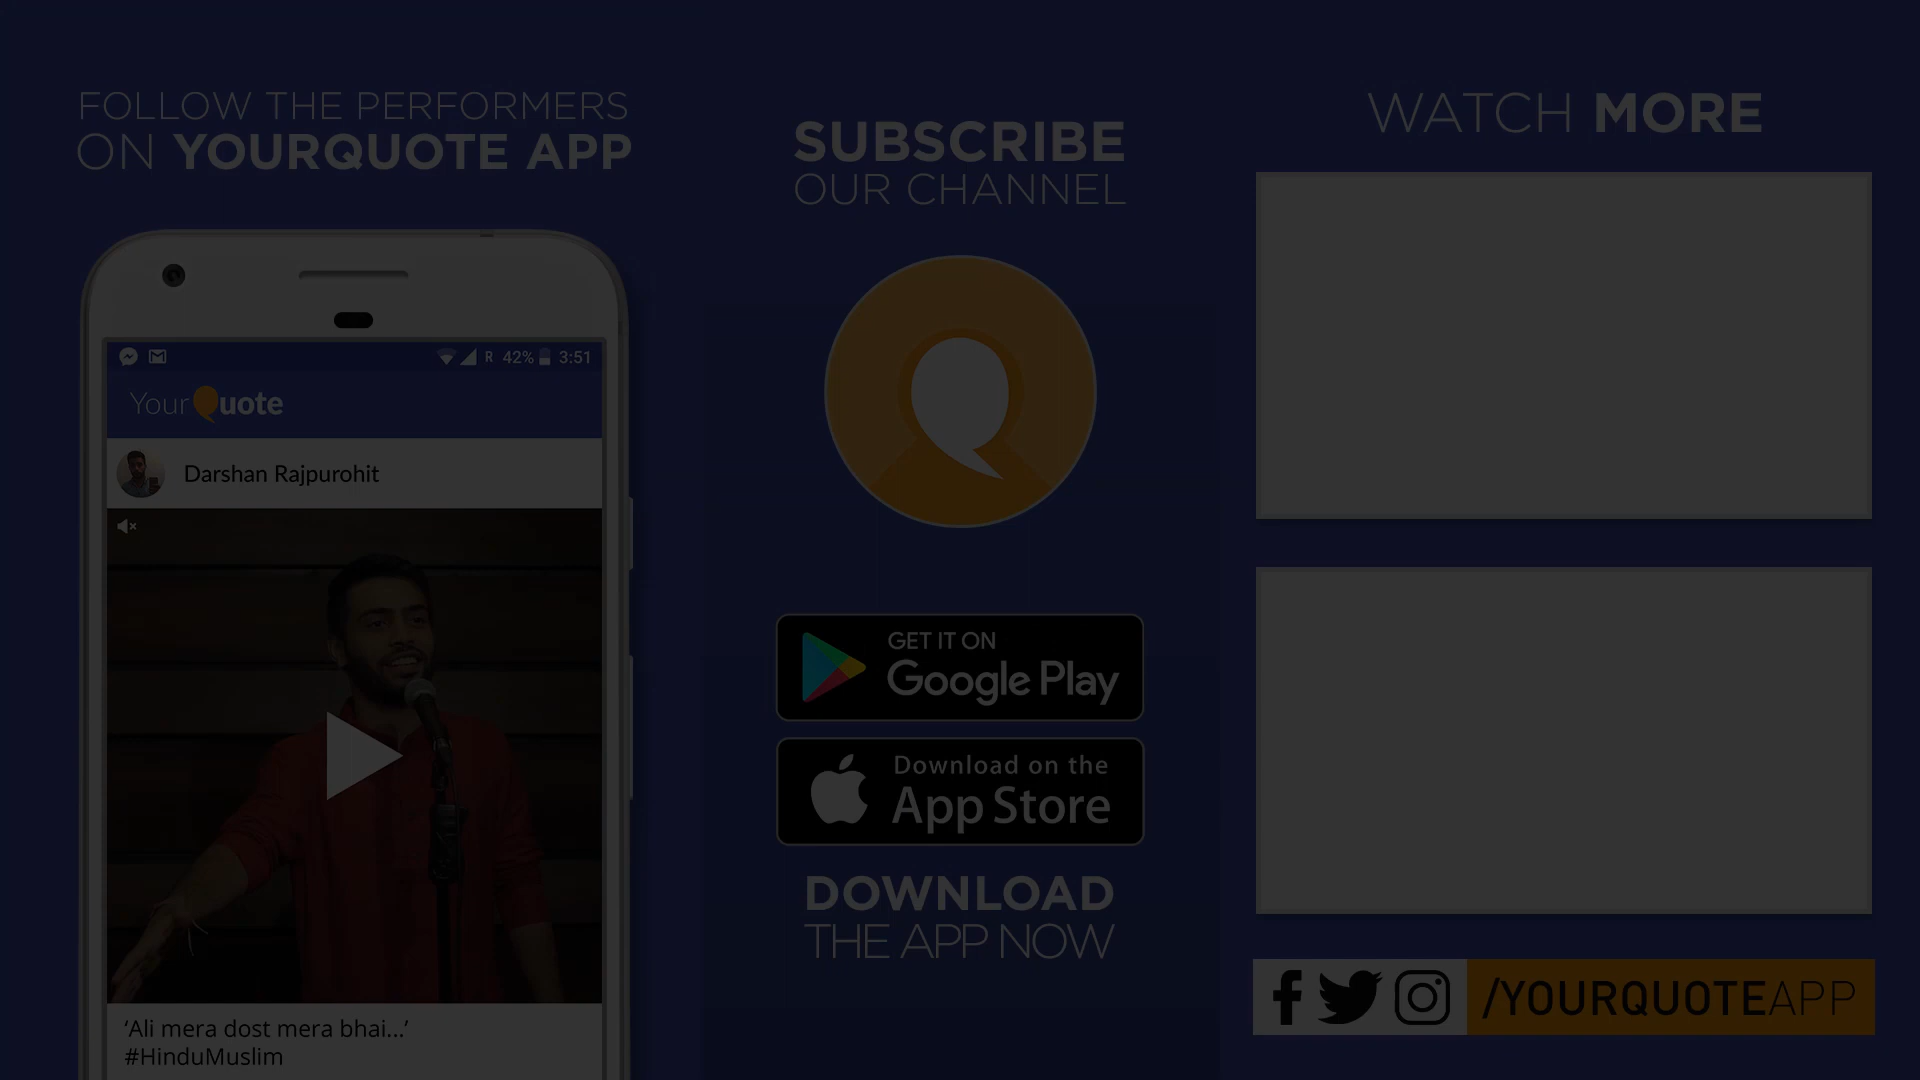 FOLLOW THE PERFORMERS
ON YOURQUOTE APP
R 42% 3:51
YourQuote
Darshan Rajpurohit
‘Ali mera dost mera bhai...’
#HinduMuslim
SUBSCRIBE
OUR CHANNEL
GET IT ON
Google Play
Download on the
App Store
DOWNLOAD
THE APP NOW
WATCH MORE
/YOURQUOTEAPP